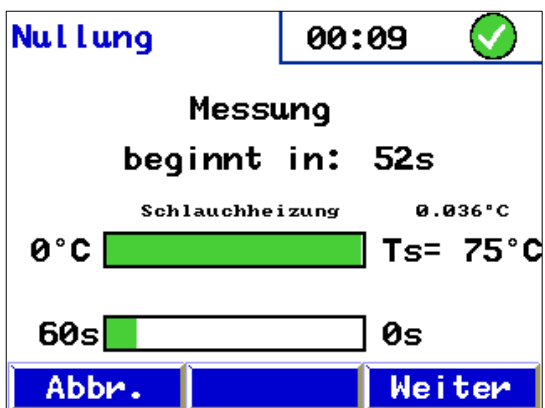 Nullung 00:09
Messung
beginnt in: 52s
Schlauchheizung 0.036°C
0°C Ts= 75°C
60s 0s
Abbr. Weiter